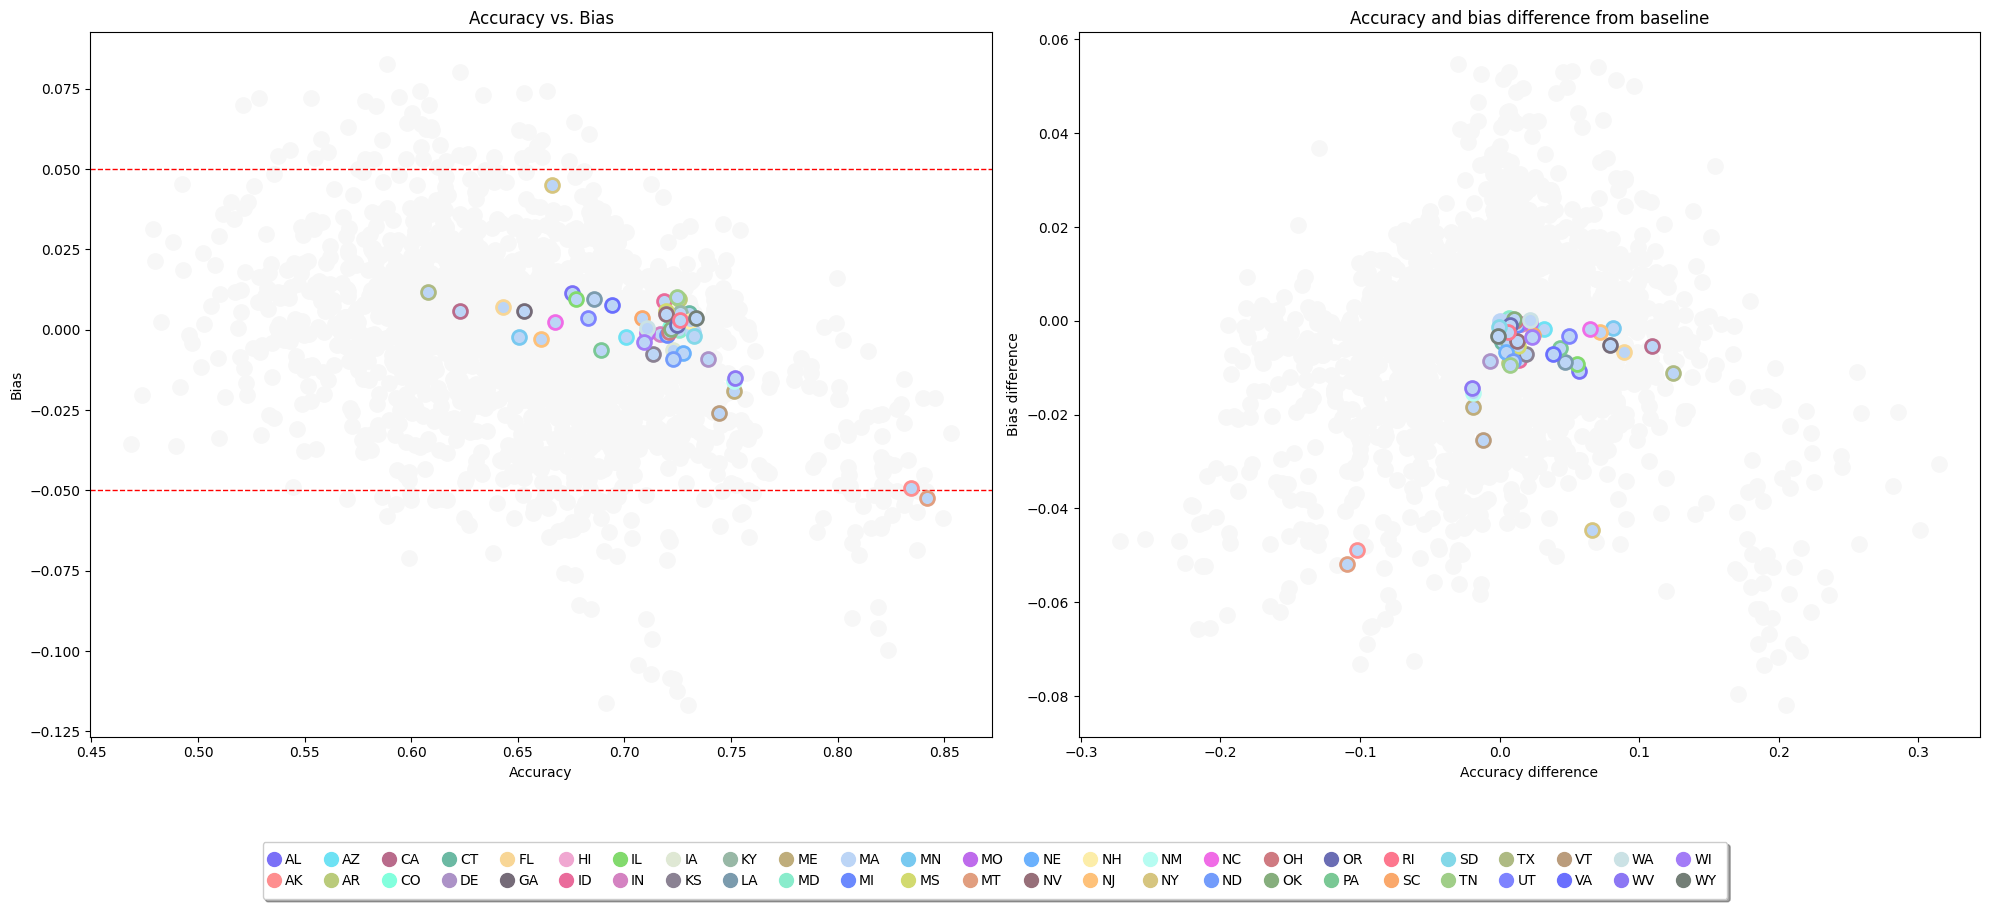 Accuracy vs. Bias
Accuracy and bias difference from baseline
0.075
0.050
0.025
0.000
−0.025
−0.050
−0.075
−0.100
−0.125
Bias
0.45 0.50 0.55 0.60 0.65 0.70 0.75 0.80 0.85
Accuracy
0.06
0.04
0.02
0.00
−0.02
−0.04
−0.06
−0.08
Bias difference
−0.3 −0.2 −0.1 0.0 0.1 0.2 0.3
Accuracy difference
AL AZ CA CT FL HI IL IA KY ME MA MN MO NE NH NM NC OH OR RI SD TX VT WA WI
AK AR CO DE GA ID IN KS LA MD MI MS MT NV NJ NY ND OK PA SC TN UT VA WV WY